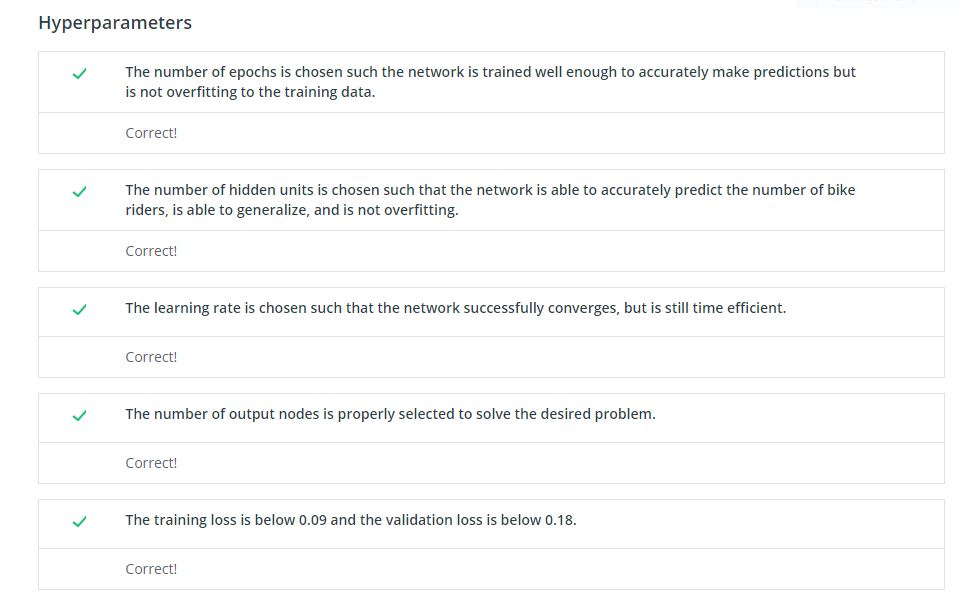 Hyperparameters
The number of epochs is chosen such the network is trained well enough to accurately make predictions but
is not overfitting to the training data.
Correct!
The number of hidden units is chosen such that the network is able to accurately predict the number of bike
riders, is able to generalize, and is not overfitting.
Correct!
The learning rate is chosen such that the network successfully converges, but is still time efficient.
Correct!
The number of output nodes is properly selected to solve the desired problem.
Correct!
The training loss is below 0.09 and the validation loss is below 0.18.
Correct!